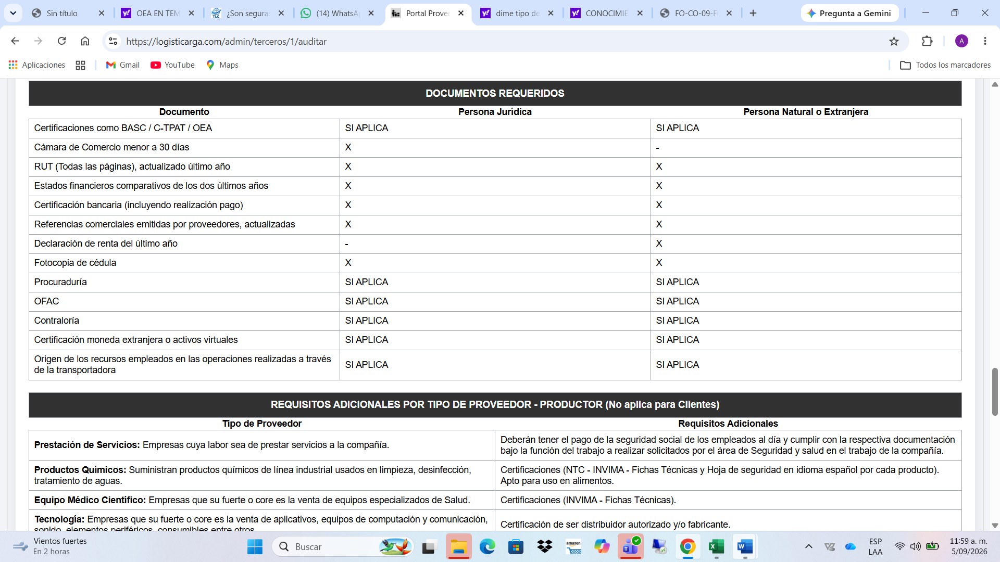 Sin título
OEA EN TEM
¿Son segura
(14) WhatsA
Portal Provee
dime tipo de
CONOCIMIE
FO-CO-09-F
Pregunta a Gemini
https://logisticarga.com/admin/terceros/1/auditar
A
Aplicaciones
Gmail
YouTube
Maps
Todos los marcadores
DOCUMENTOS REQUERIDOS
Documento Persona Jurídica Persona Natural o Extranjera
Certificaciones como BASC / C-TPAT / OEA SI APLICA SI APLICA
Cámara de Comercio menor a 30 días X -
RUT (Todas las páginas), actualizado último año X X
Estados financieros comparativos de los dos últimos años X X
Certificación bancaria (incluyendo realización pago) X X
Referencias comerciales emitidas por proveedores, actualizadas X X
Declaración de renta del último año - X
Fotocopia de cédula X X
Procuraduría SI APLICA SI APLICA
OFAC SI APLICA SI APLICA
Contraloría SI APLICA SI APLICA
Certificación moneda extranjera o activos virtuales SI APLICA SI APLICA
Origen de los recursos empleados en las operaciones realizadas a través
de la transportadora SI APLICA SI APLICA
REQUISITOS ADICIONALES POR TIPO DE PROVEEDOR - PRODUCTOR (No aplica para Clientes)
Tipo de Proveedor Requisitos Adicionales
Prestación de Servicios: Empresas cuya labor sea de prestar servicios a la compañía.
Deberán tener el pago de la seguridad social de los empleados al día y cumplir con la respectiva documentación
bajo la función del trabajo a realizar solicitados por el área de Seguridad y salud en el trabajo de la compañía.
Productos Químicos: Suministran productos químicos de línea industrial usados en limpieza, desinfección,
tratamiento de aguas.
Certificaciones (NTC - INVIMA - Fichas Técnicas y Hoja de seguridad en idioma español por cada producto).
Apto para uso en alimentos.
Equipo Médico Científico: Empresas que su fuerte o core es la venta de equipos especializados de Salud.
Certificaciones (INVIMA - Fichas Técnicas).
Tecnología: Empresas que su fuerte o core es la venta de aplicativos, equipos de computación y comunicación,
sonido, elementos periféricos, consumibles entre otros.
Certificación de ser distribuidor autorizado y/o fabricante.
Vientos fuertes
En 2 horas
Buscar
amazon
ESP
LAA
11:59 a. m.
5/09/2026